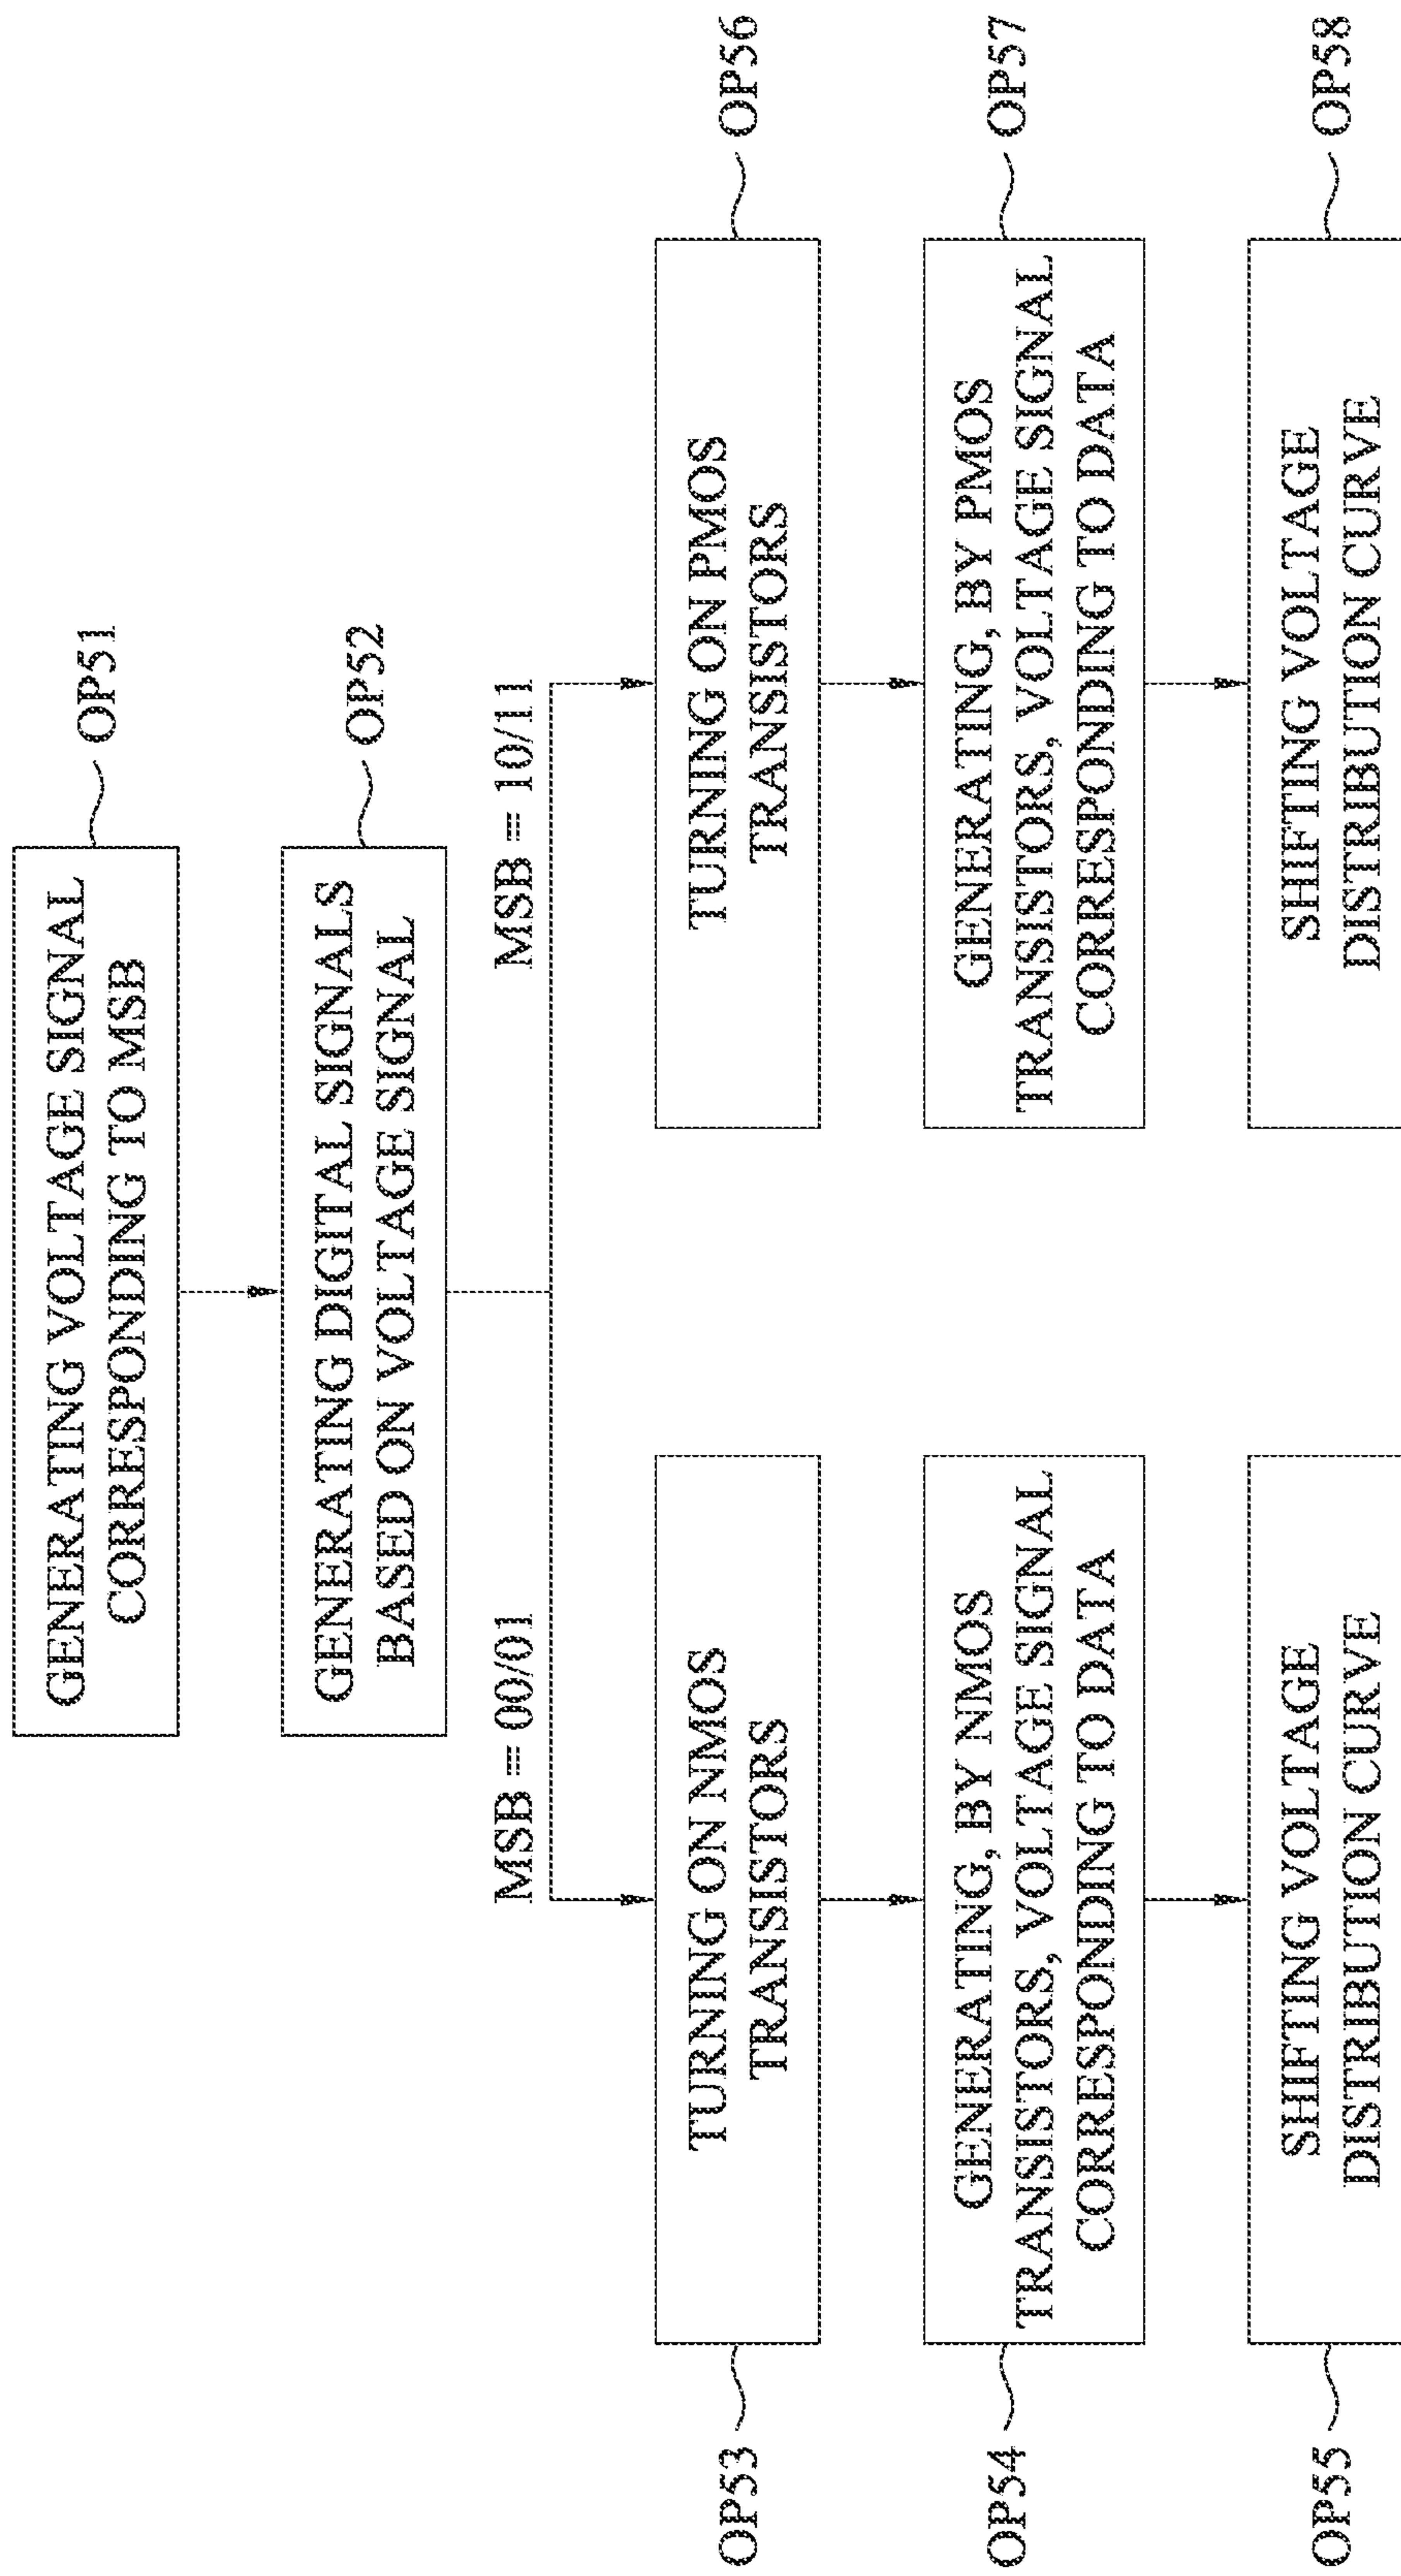 GENERATING VOLTAGE SIGNAL
CORRESPONDING TO MSB
OP51
GENERATING DIGITAL SIGNALS
BASED ON VOLTAGE SIGNAL
OP52
MSB = 00/01
MSB = 10/11
OP53
TURNING ON NMOS
TRANSISTORS
TURNING ON PMOS
TRANSISTORS
OP56
OP54
GENERATING, BY NMOS
TRANSISTORS, VOLTAGE SIGNAL
CORRESPONDING TO DATA
GENERATING, BY PMOS
TRANSISTORS, VOLTAGE SIGNAL
CORRESPONDING TO DATA
OP57
OP55
SHIFTING VOLTAGE
DISTRIBUTION CURVE
SHIFTING VOLTAGE
DISTRIBUTION CURVE
OP58